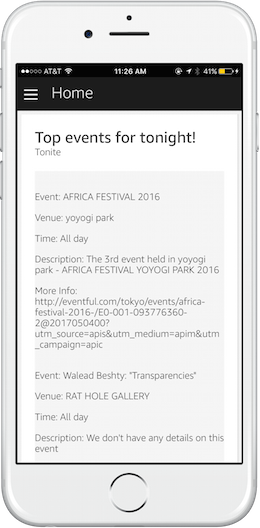 AT&T 11:26 AM 41%
Home
Top events for tonight!
Tonite
Event: AFRICA FESTIVAL 2016
Venue: yoyogi park
Time: All day
Description: The 3rd event held in yoyogi
park - AFRICA FESTIVAL YOYOGI PARK 2016
More Info:
http://eventful.com/tokyo/events/africa-
festival-2016-/E0-001-093776360-
2@2017050400?
utm_source=apis&utm_medium=apim&utm
_campaign=apic
Event: Walead Beshty: "Transparencies"
Venue: RAT HOLE GALLERY
Time: All day
Description: We don't have any details on this
event